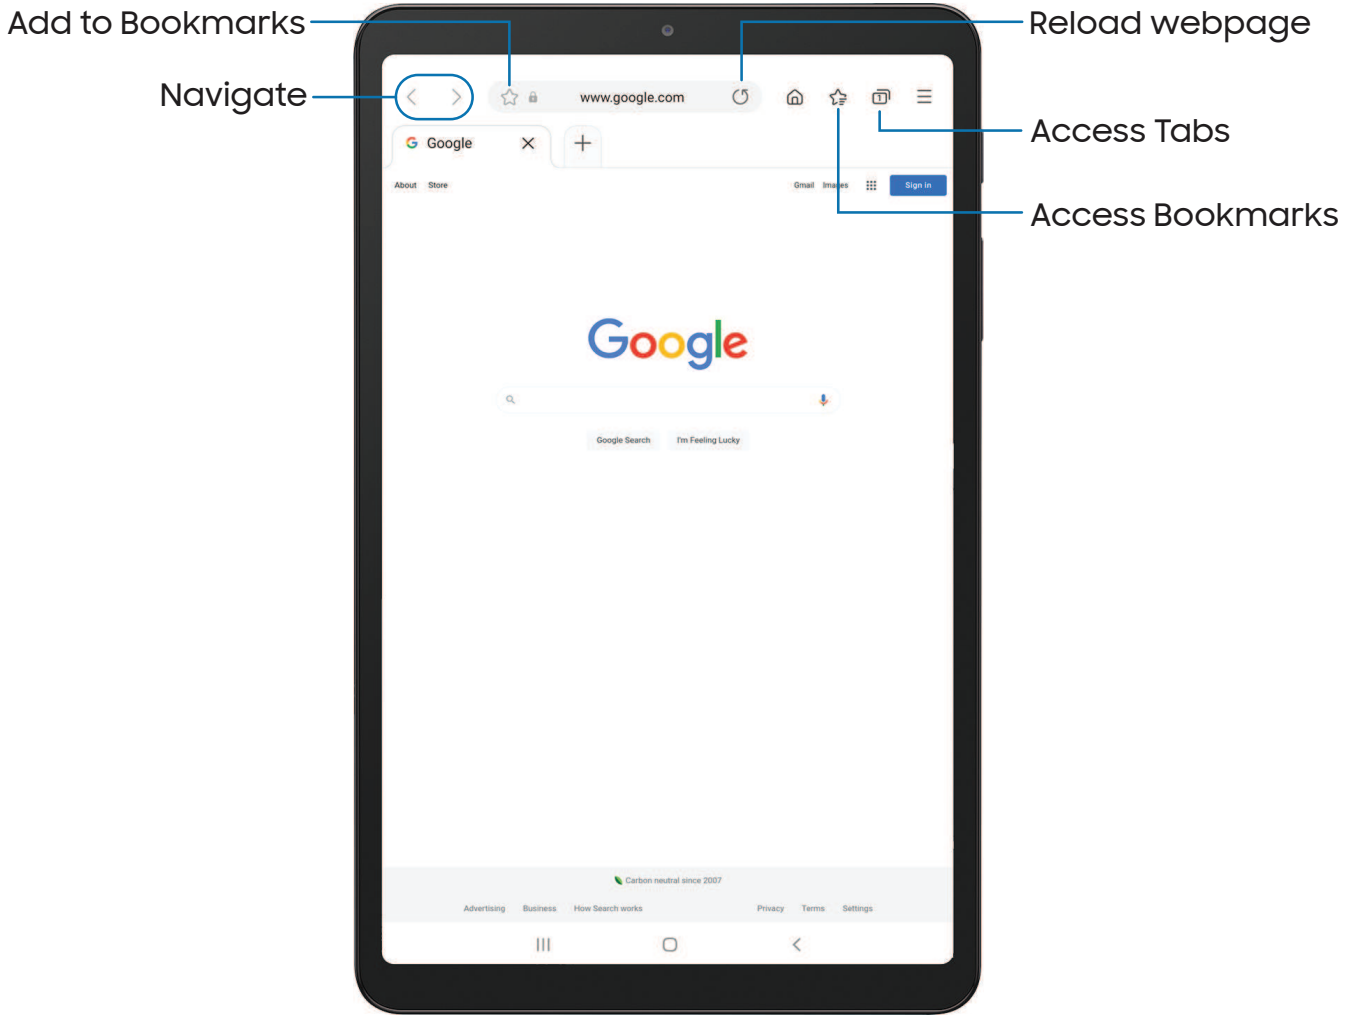 Add to Bookmarks
Reload webpage
Navigate
www.google.com
1
Access Tabs
G Google
About Store
Gmail Images
Sign in
Access Bookmarks
Google
Google Search
I'm Feeling Lucky
Carbon neutral since 2007
Advertising Business How Search works
Privacy Terms Settings